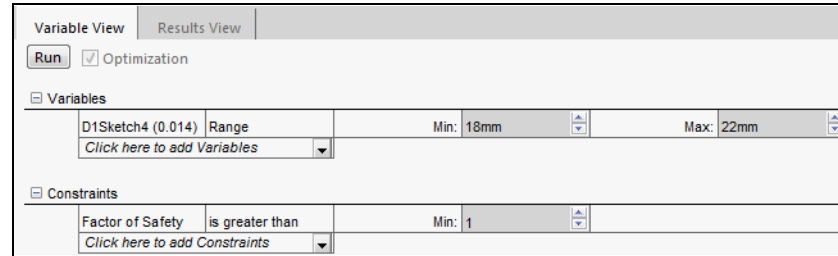 Variable View Results View
Run Optimization
Variables
D1Sketch4 (0.014) Range Min: 18mm Max: 22mm
Click here to add Variables
Constraints
Factor of Safety is greater than Min: 1
Click here to add Constraints